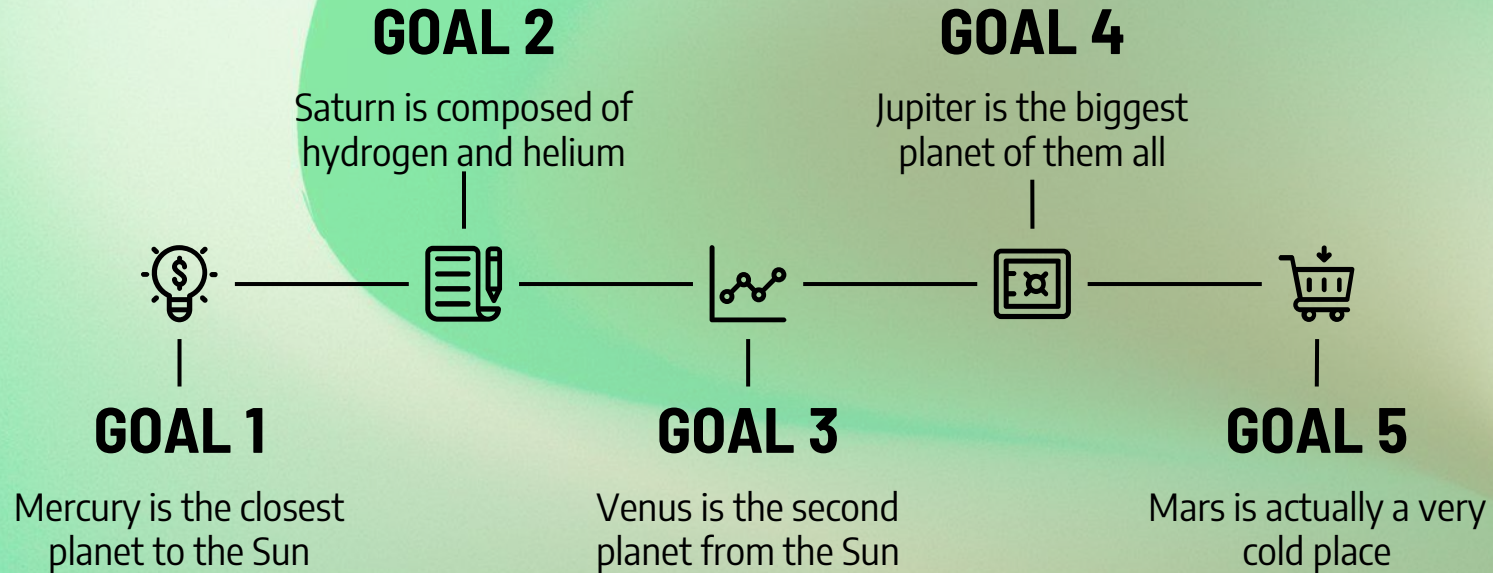 GOAL 2
Saturn is composed of
hydrogen and helium
GOAL 4
Jupiter is the biggest
planet of them all
$
GOAL 1
Mercury is the closest
planet to the Sun
GOAL 3
Venus is the second
planet from the Sun
GOAL 5
Mars is actually a very
cold place